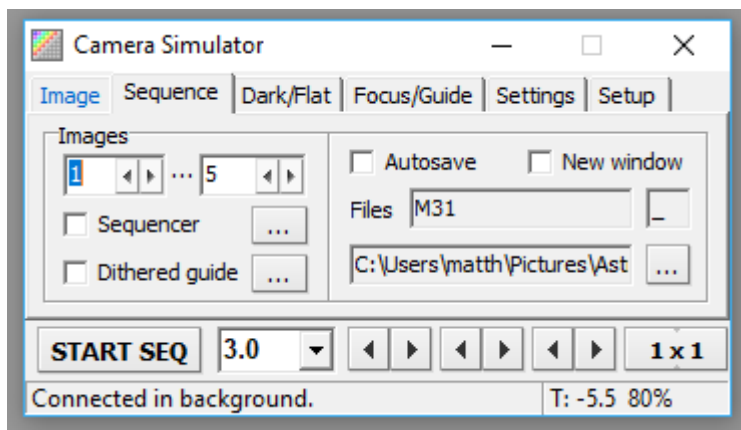 Camera Simulator
Image Sequence Dark/Flat Focus/Guide Settings Setup
Images
1 ... 5
Sequencer ...
Dithered guide ...
Autosave New window
Files M31 _
C:\Users\matth\Pictures\Ast ...
START SEQ 3.0 1 x 1
Connected in background. T: -5.5 80%